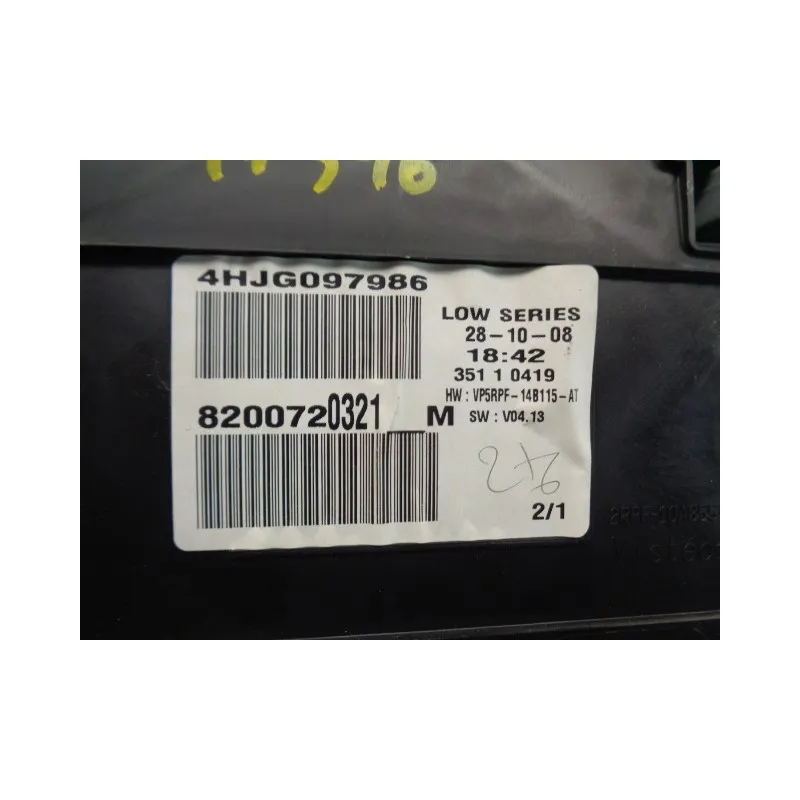 4HJG097986
LOW SERIES
28-10-08
18:42
351 1 0419
HW : VP5RPF-14B115-AT
8200720321__M
SW : V04.13
2/1